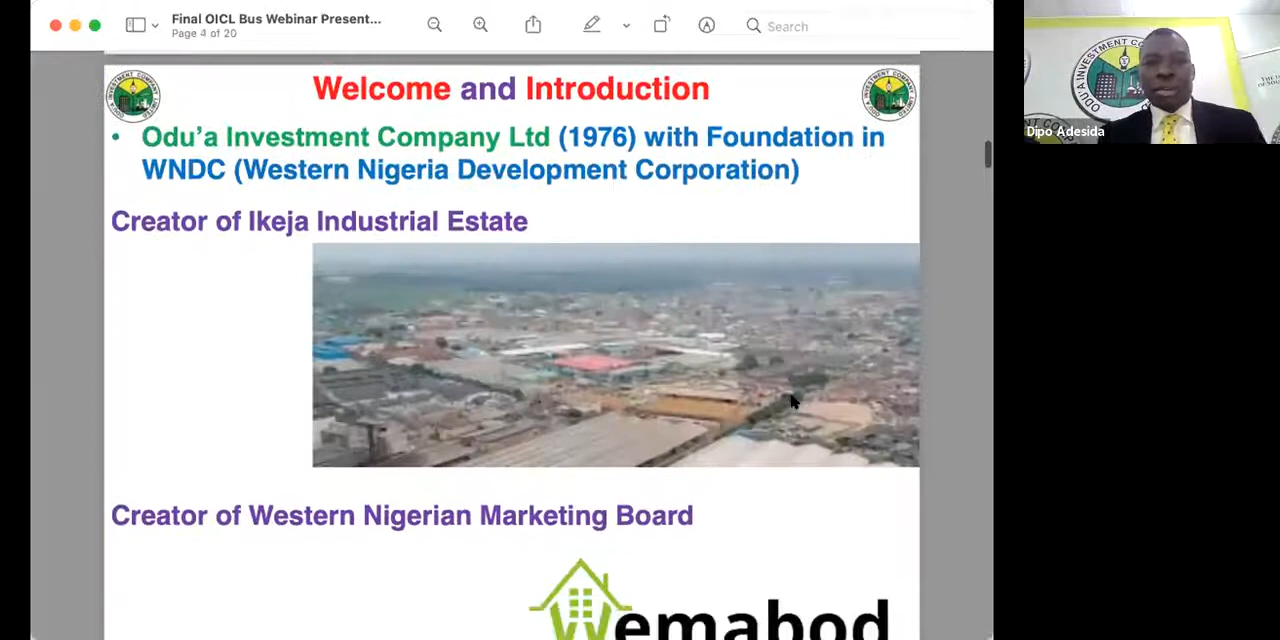 Final OICL Bus Webinar Present...
Page 4 of 20
Search
Welcome and Introduction
• Odu'a Investment Company Ltd (1976) with Foundation in
WNDC (Western Nigeria Development Corporation)
Creator of Ikeja Industrial Estate
Creator of Western Nigerian Marketing Board
Wemabod
Dipo Adesida